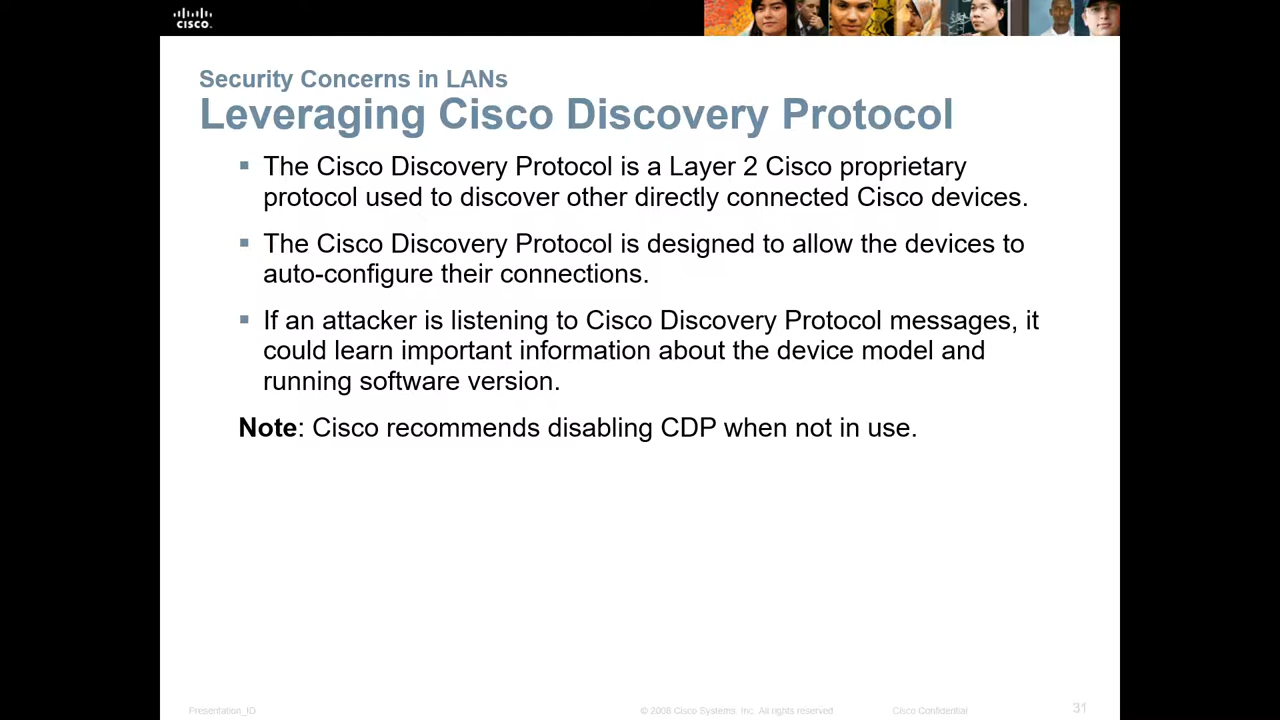 CISCO.
Security Concerns in LANs
Leveraging Cisco Discovery Protocol
▪ The Cisco Discovery Protocol is a Layer 2 Cisco proprietary
protocol used to discover other directly connected Cisco devices.
▪ The Cisco Discovery Protocol is designed to allow the devices to
auto-configure their connections.
▪ If an attacker is listening to Cisco Discovery Protocol messages, it
could learn important information about the device model and
running software version.
Note: Cisco recommends disabling CDP when not in use.
Presentation_ID © 2008 Cisco Systems, Inc. All rights reserved Cisco Confidential 31